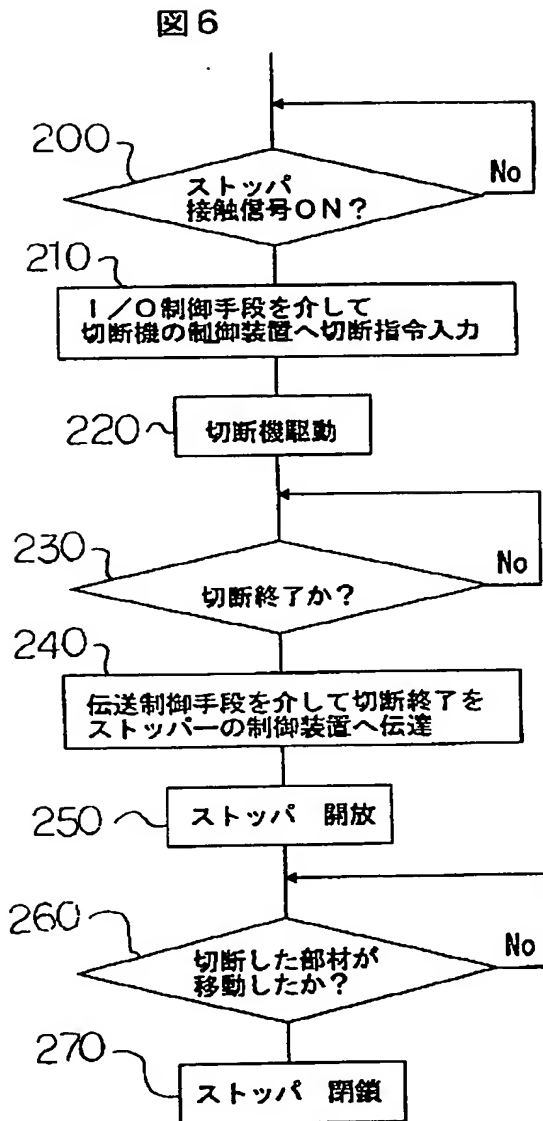 図6
200
ストッパ
接触信号ON?
No
210
I/O制御手段を介して
切断機の制御装置へ切断指令入力
220
切断機駆動
230
切断終了か?
No
240
伝送制御手段を介して切断終了を
ストッパーの制御装置へ伝達
250
ストッパ 開放
260
切断した部材が
移動したか?
No
270
ストッパ 閉鎖